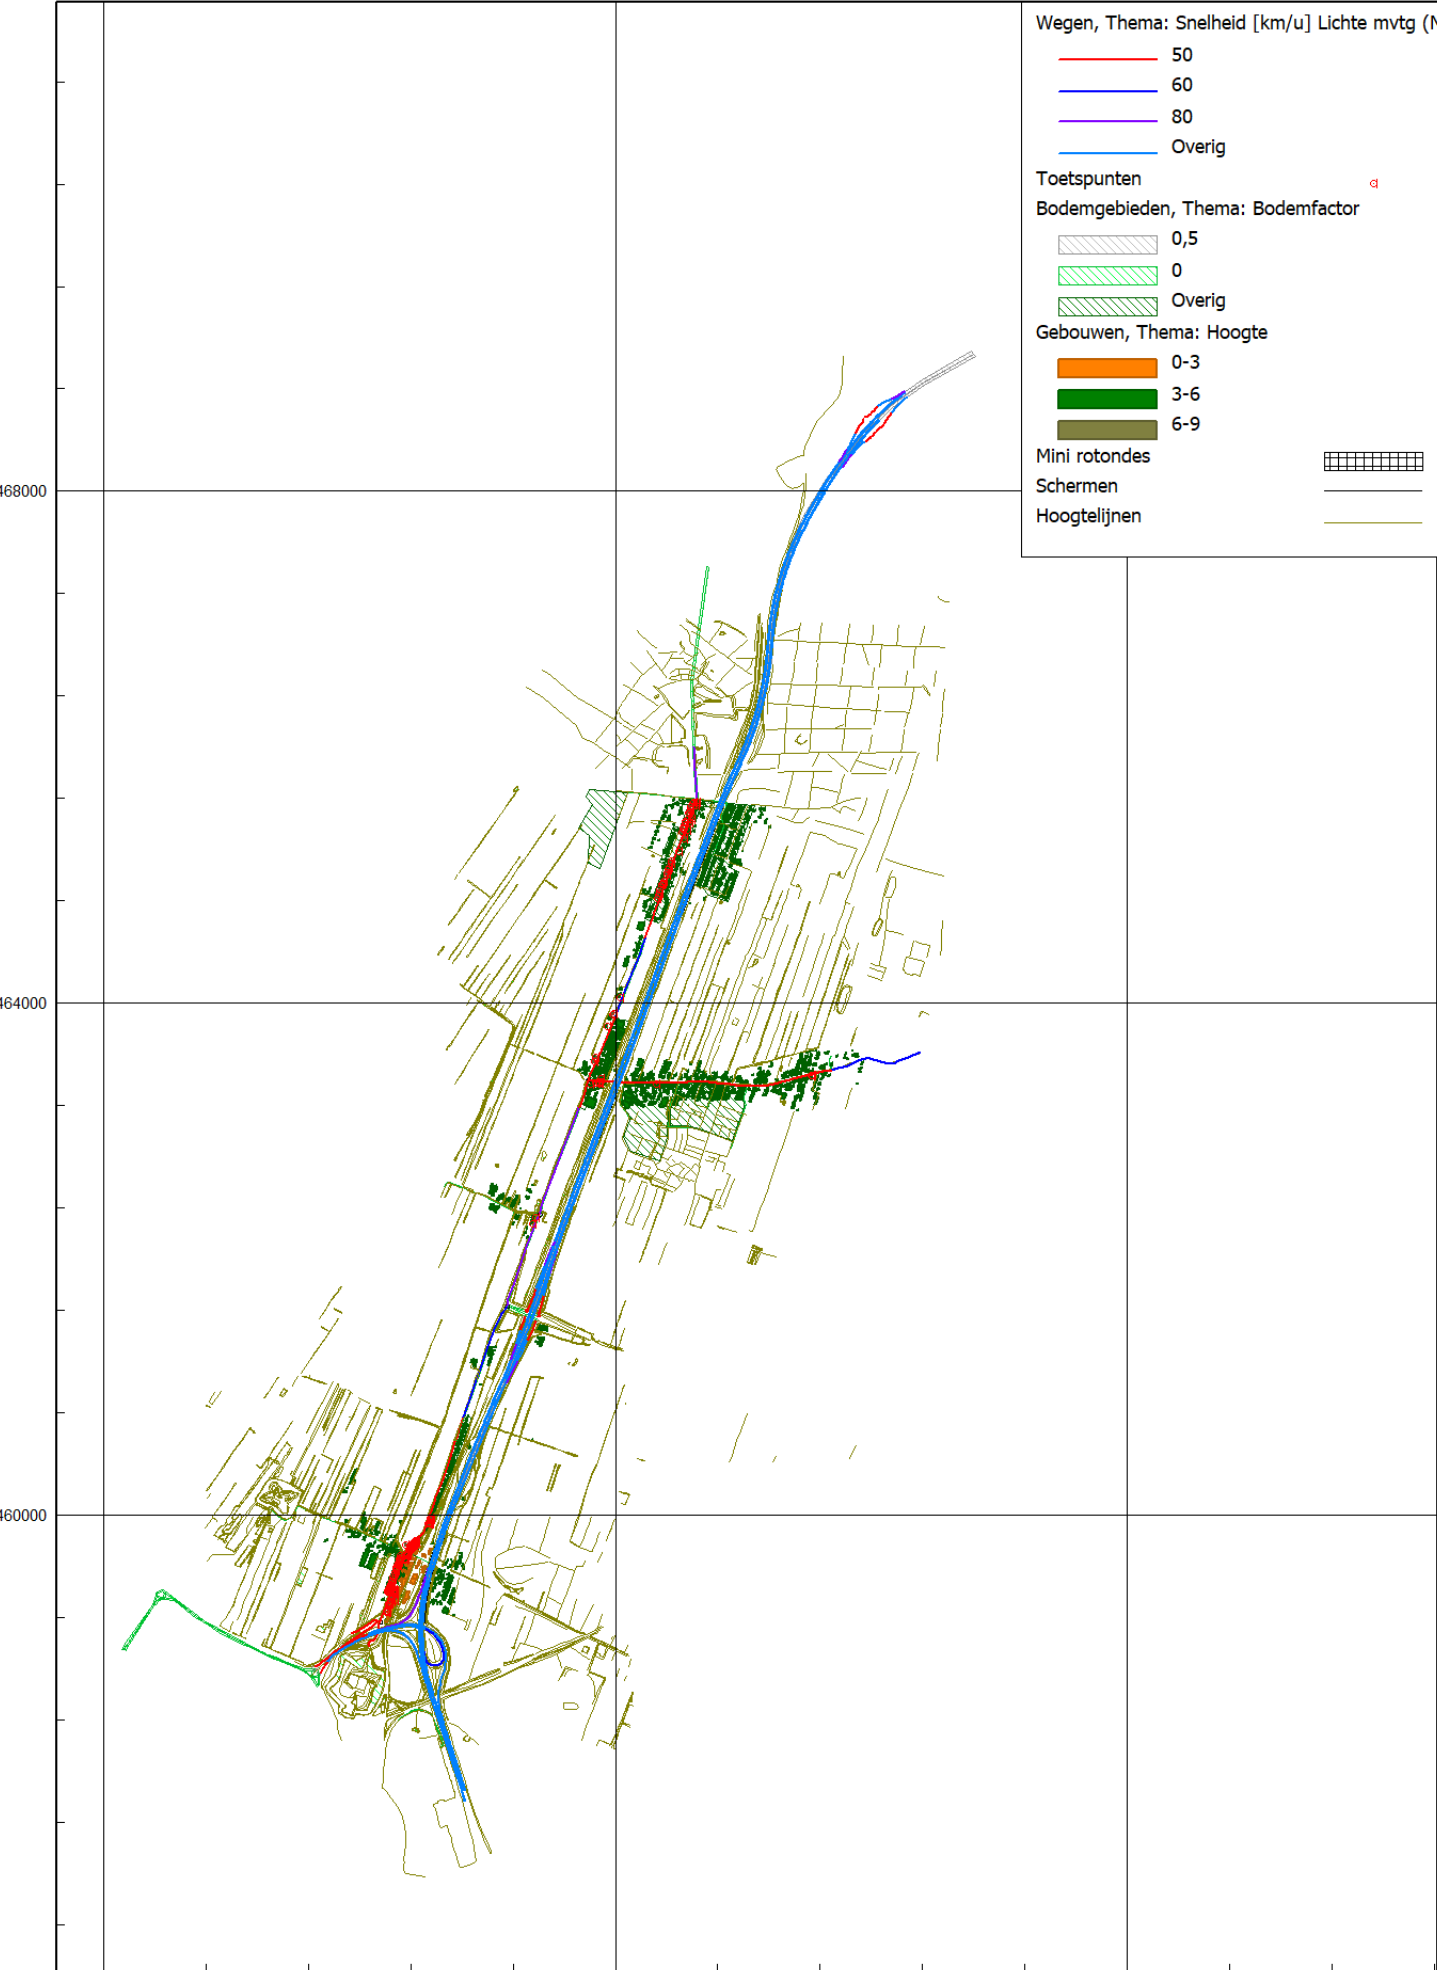 Wegen, Thema: Snelheid [km/u] Lichte mvtg (
50
60
80
Overig
Toetspunten
Bodemgebieden, Thema: Bodemfactor
0,5
0
Overig
Gebouwen, Thema: Hoogte
0-3
3-6
6-9
Mini rotondes
Schermen
Hoogtelijnen
468000
464000
460000